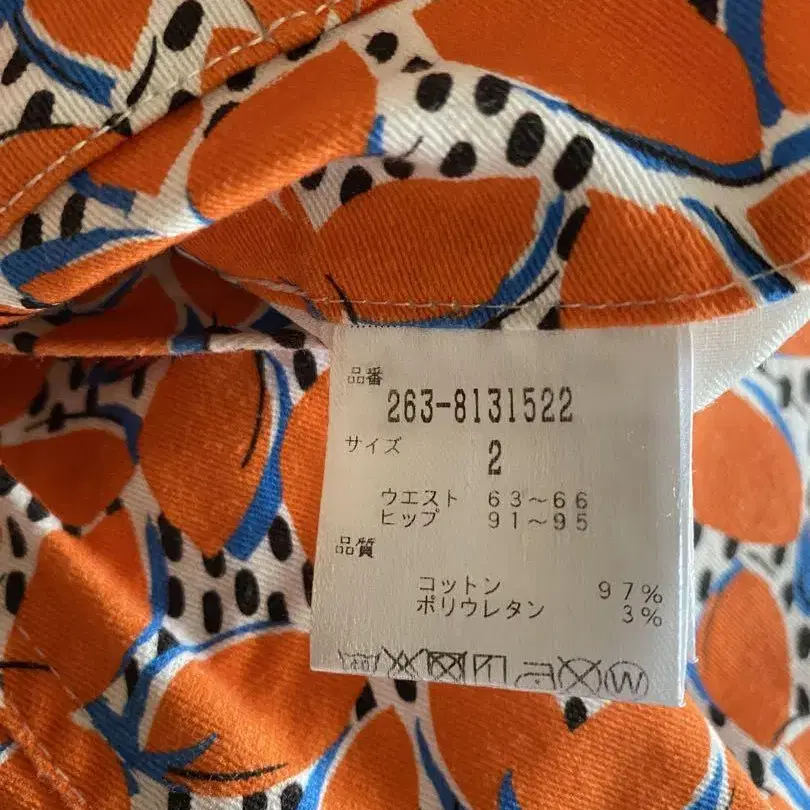 品番
263-8131522
サイズ
2
ウエスト 63～66
ヒップ 91～95
品質
コットン 97%
ポリウレタン 3%